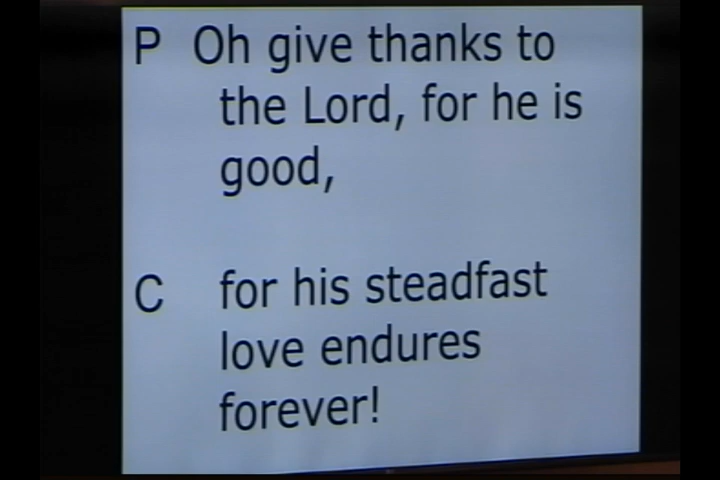 P Oh give thanks to
the Lord, for he is
good,
C for his steadfast
love endures
forever!